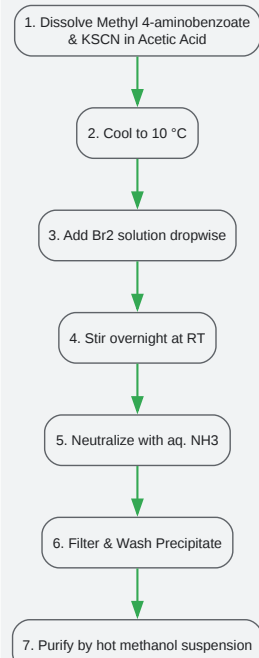 1. Dissolve Methyl 4-aminobenzoate
& KSCN in Acetic Acid
2. Cool to 10 °C
3. Add Br2 solution dropwise
4. Stir overnight at RT
5. Neutralize with aq. NH3
6. Filter & Wash Precipitate
7. Purify by hot methanol suspension